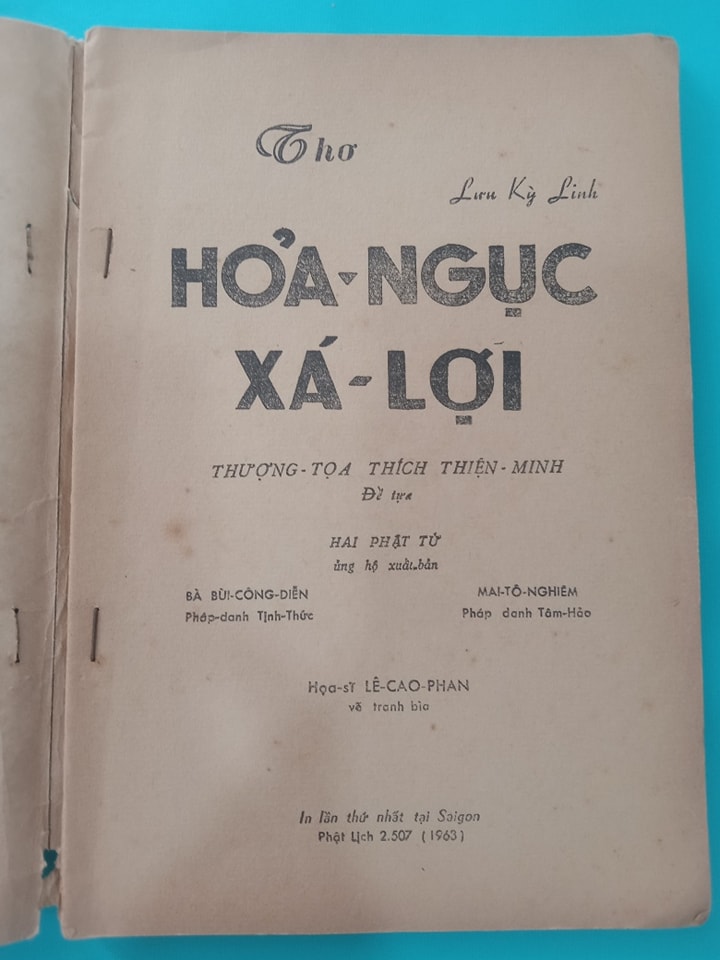 Thơ
Lưu Kỳ Linh
HỎA-NGỤC
XÁ-LỢI
THƯỢNG-TỌA THÍCH THIỆN-MINH
Đề tựa
HAI PHẬT TỬ
ủng hộ xuất-bản
BÀ BÙI-CÔNG-DIỄN
Pháp-danh Tịnh-Thức
MAI-TÔ-NGHIÊM
Pháp danh Tâm-Hảo
Họa-sĩ LÊ-CAO-PHAN
vẽ tranh bìa
In lần thứ nhất tại Saigon
Phật Lịch 2.507 (1963)